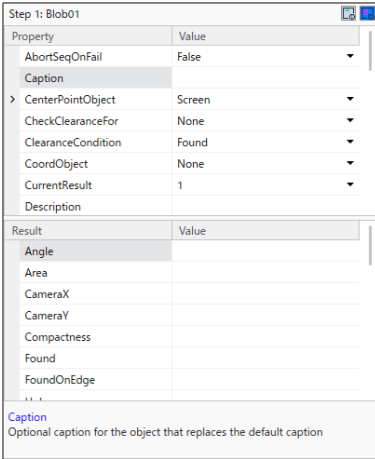 Step 1: Blob01
Property Value
AbortSeqOnFail False
Caption
CenterPointObject Screen
CheckClearanceFor None
ClearanceCondition Found
CoordObject None
CurrentResult 1
Description
Result Value
Angle
Area
CameraX
CameraY
Compactness
Found
FoundOnEdge
Caption
Optional caption for the object that replaces the default caption